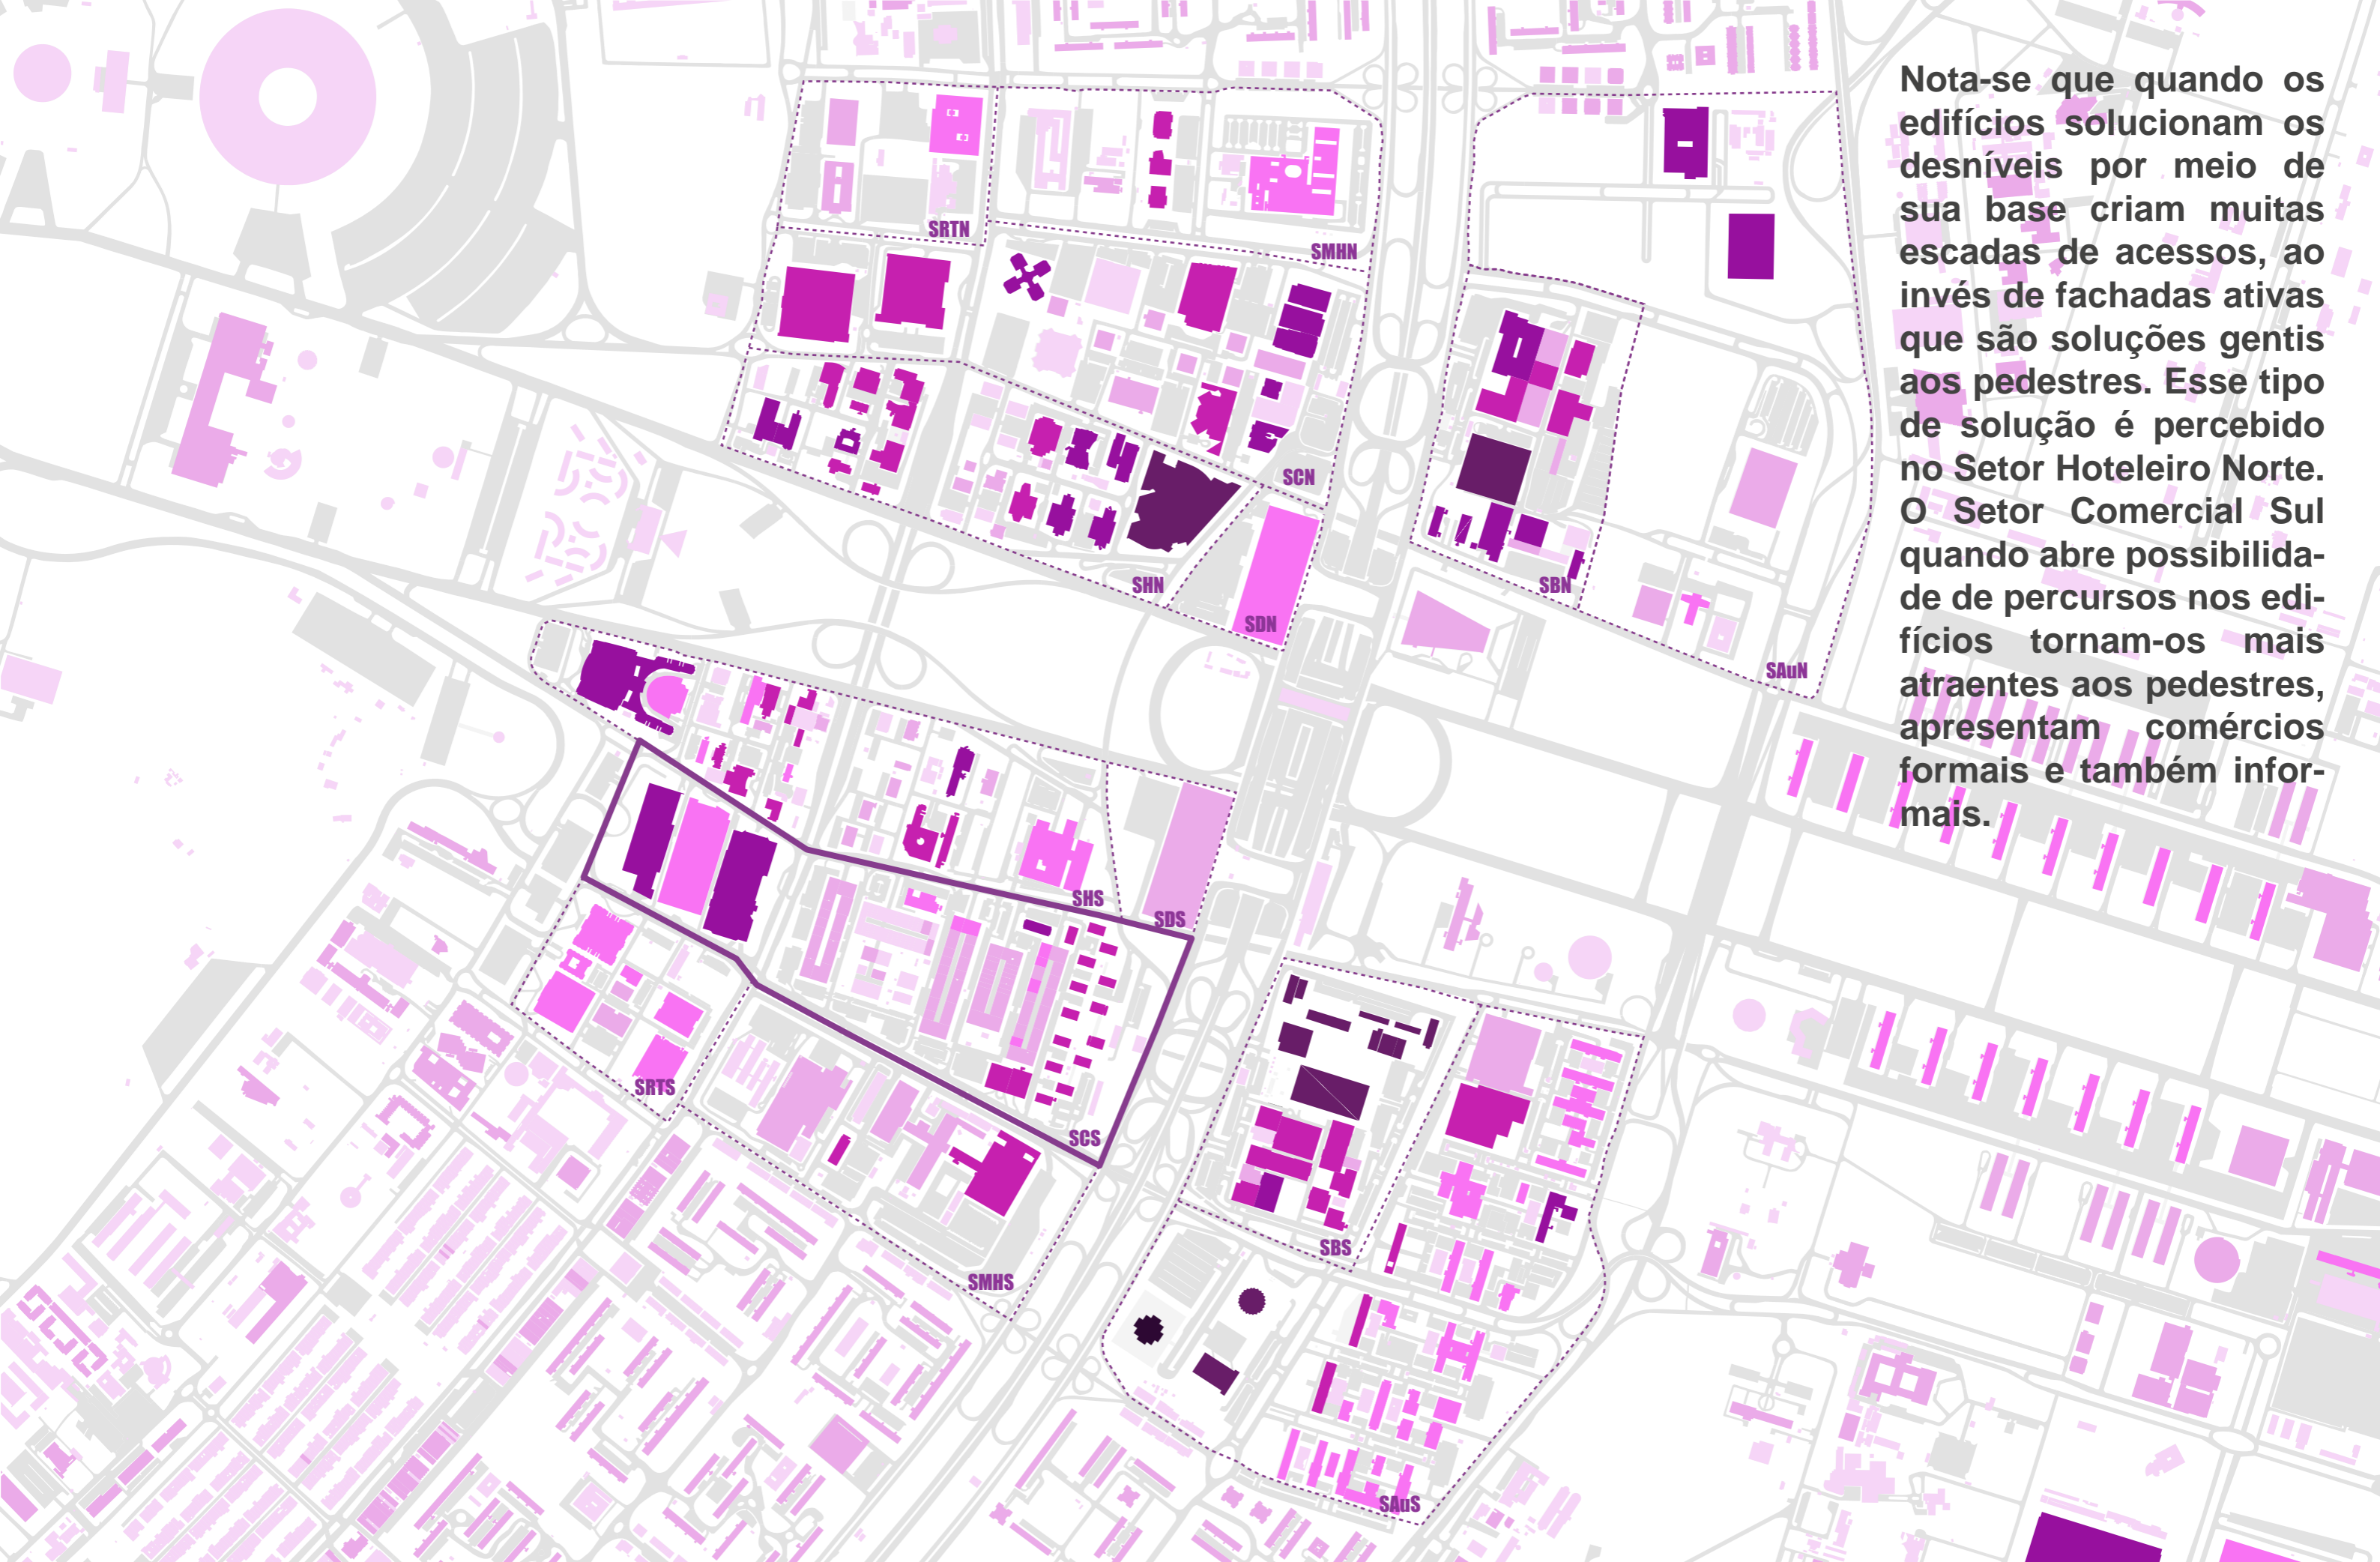 Nota-se que quando os
edifícios solucionam os
desníveis por meio de
sua base criam muitas
escadas de acessos, ao
invés de fachadas ativas
que são soluções gentis
aos pedestres. Esse tipo
de solução é percebido
no Setor Hoteleiro Norte.
O Setor Comercial Sul
quando abre possibilida-
de de percursos nos edi-
fícios tornam-os mais
atraentes aos pedestres,
apresentam comércios
formais e também infor-
mais.
SRTN
SMHN
SCN
SHN
SDN
SBN
SAuN
SHS
SDS
SRTS
SCS
SMHS
SBS
SAuS